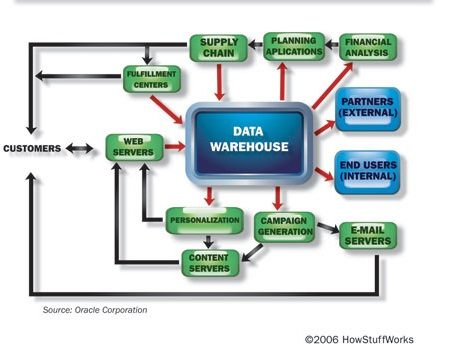 SUPPLY
CHAIN
PLANNING
APLICATIONS
FINANCIAL
ANALYSIS
FULFILLMENT
CENTERS
PARTNERS
(EXTERNAL)
CUSTOMERS
WEB
SERVERS
DATA
WAREHOUSE
END USERS
(INTERNAL)
PERSONALIZATION
CAMPAIGN
GENERATION
E-MAIL
SERVERS
CONTENT
SERVERS
Source: Oracle Corporation
©2006 HowStuffWorks